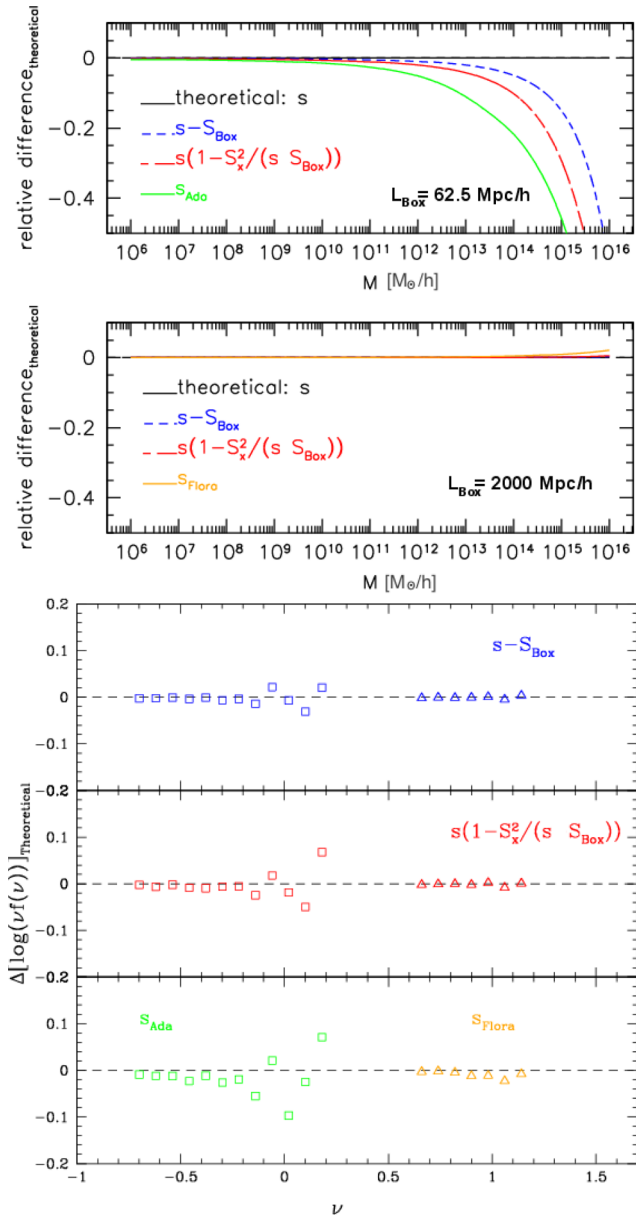 relative difference_theoretical
0
−0.2
−0.4
theoretical: s
s−S_Box
s(1−S_x^2/(s S_Box))
s_Ada
L_Box= 62.5 Mpc/h
10^6 10^7 10^8 10^9 10^10 10^11 10^12 10^13 10^14 10^15 10^16
M [M_⊙/h]
relative difference_theoretical
0
−0.2
−0.4
theoretical: s
s−S_Box
s(1−S_x^2/(s S_Box))
s_Flora
L_Box= 2000 Mpc/h
10^6 10^7 10^8 10^9 10^10 10^11 10^12 10^13 10^14 10^15 10^16
M [M_⊙/h]
Δ[log(νf(ν))]_Theoretical
0.2
0.1
0
−0.1
s−S_Box
0.2
0.1
0
−0.1
s(1−S_x^2/(s S_Box))
0.2
0.1
0
−0.1
−0.2
s_Ada s_Flora
−1 −0.5 0 0.5 1 1.5
ν